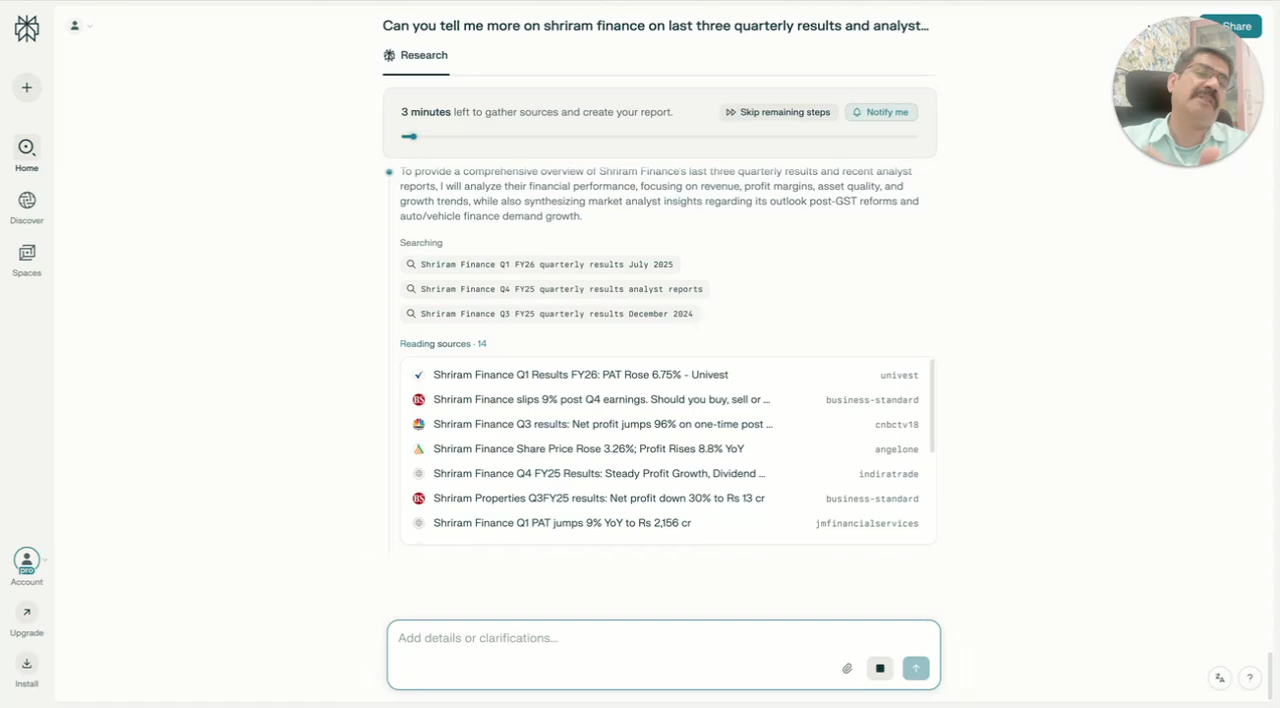 Can you tell me more on shriram finance on last three quarterly results and analyst...
Share
Research
3 minutes left to gather sources and create your report.
Skip remaining steps
Notify me
To provide a comprehensive overview of Shriram Finance's last three quarterly results and recent analyst
reports, I will analyze their financial performance, focusing on revenue, profit margins, asset quality, and
growth trends, while also synthesizing market analyst insights regarding its outlook post-GST reforms and
auto/vehicle finance demand growth.
Searching
Shriram Finance Q1 FY26 quarterly results July 2025
Shriram Finance Q4 FY25 quarterly results analyst reports
Shriram Finance Q3 FY25 quarterly results December 2024
Reading sources · 14
Shriram Finance Q1 Results FY26: PAT Rose 6.75% - Univest univest
Shriram Finance slips 9% post Q4 earnings. Should you buy, sell or ... business-standard
Shriram Finance Q3 results: Net profit jumps 96% on one-time post ... cnbctv18
Shriram Finance Share Price Rose 3.26%; Profit Rises 8.8% YoY angelone
Shriram Finance Q4 FY25 Results: Steady Profit Growth, Dividend ... indiratrade
BS Shriram Properties Q3FY25 results: Net profit down 30% to Rs 13 cr business-standard
Shriram Finance Q1 PAT jumps 9% YoY to Rs 2,156 cr jmfinancialservices
Add details or clarifications...
Home
Discover
Spaces
pro
Account
Upgrade
Install
?